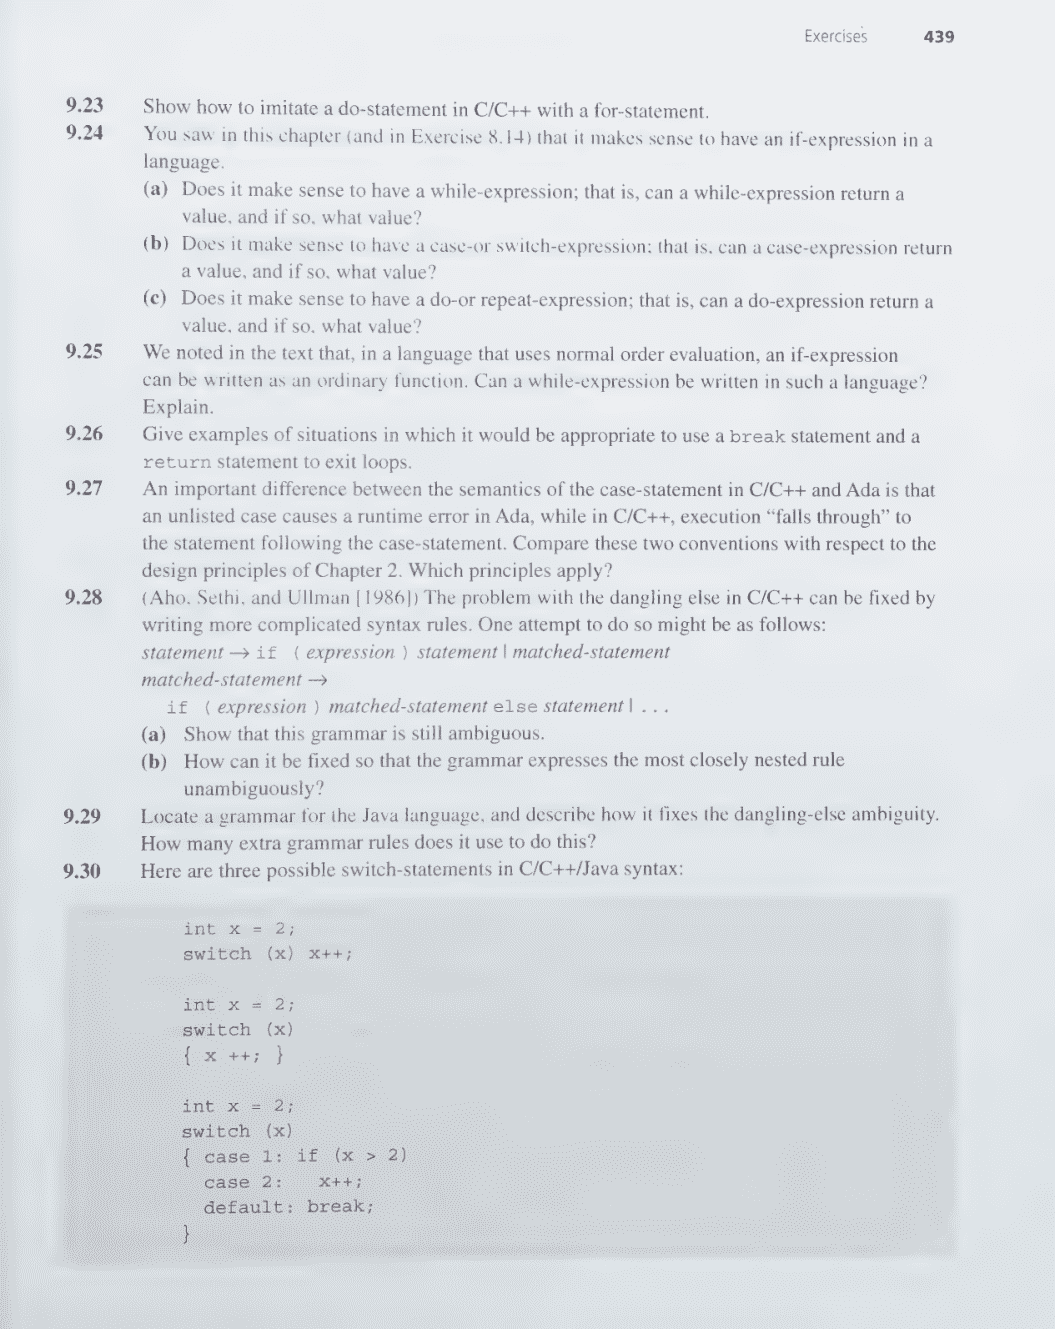 Exercises 439
9.23 Show how to imitate a do-statement in C/C++ with a for-statement.
9.24 You saw in this chapter (and in Exercise 8.14) that it makes sense to have an if-expression in a
language.
(a) Does it make sense to have a while-expression; that is, can a while-expression return a
value, and if so, what value?
(b) Does it make sense to have a case-or switch-expression; that is, can a case-expression return
a value, and if so, what value?
(c) Does it make sense to have a do-or repeat-expression; that is, can a do-expression return a
value, and if so, what value?
9.25 We noted in the text that, in a language that uses normal order evaluation, an if-expression
can be written as an ordinary function. Can a while-expression be written in such a language?
Explain.
9.26 Give examples of situations in which it would be appropriate to use a break statement and a
return statement to exit loops.
9.27 An important difference between the semantics of the case-statement in C/C++ and Ada is that
an unlisted case causes a runtime error in Ada, while in C/C++, execution “falls through” to
the statement following the case-statement. Compare these two conventions with respect to the
design principles of Chapter 2. Which principles apply?
9.28 (Aho, Sethi, and Ullman [1986]) The problem with the dangling else in C/C++ can be fixed by
writing more complicated syntax rules. One attempt to do so might be as follows:
statement → if ( expression ) statement | matched-statement
matched-statement →
if ( expression ) matched-statement else statement | . . .
(a) Show that this grammar is still ambiguous.
(b) How can it be fixed so that the grammar expresses the most closely nested rule
unambiguously?
9.29 Locate a grammar for the Java language, and describe how it fixes the dangling-else ambiguity.
How many extra grammar rules does it use to do this?
9.30 Here are three possible switch-statements in C/C++/Java syntax:
int x = 2;
switch (x) x++;
int x = 2;
switch (x)
{ x ++; }
int x = 2;
switch (x)
{ case 1: if (x > 2)
case 2: x++;
default: break;
}